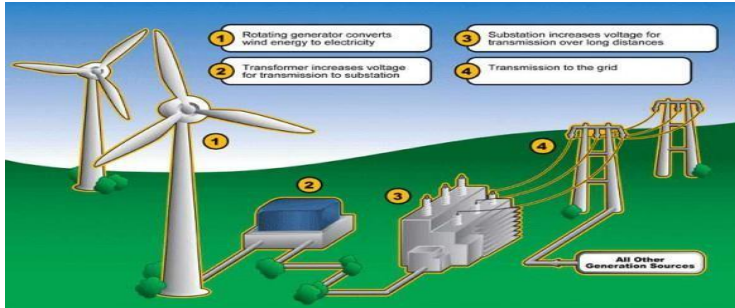 1 Rotating generator converts
wind energy to electricity
2 Transformer increases voltage
for transmission to substation
3 Substation increases voltage for
transmission over long distances
4 Transmission to the grid
1
2
3
4
All Other
Generation Sources